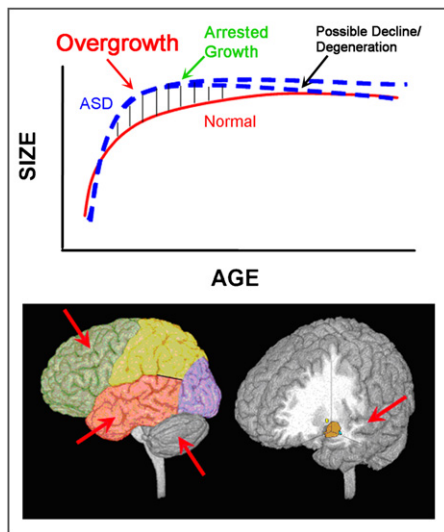 Overgrowth
Arrested
Growth
Possible Decline/
Degeneration
ASD
Normal
SIZE
AGE